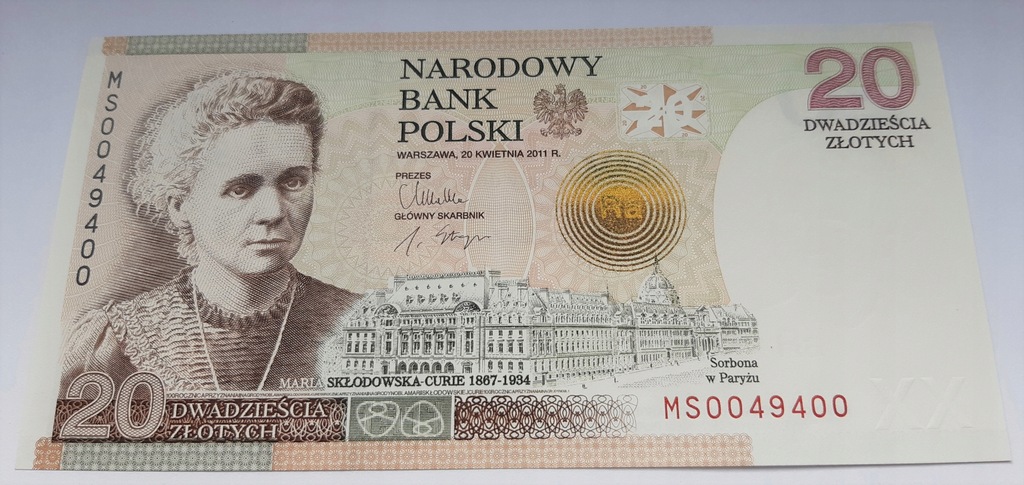 MS0049400
NARODOWY
BANK
POLSKI
WARSZAWA, 20 KWIETNIA 2011 R.
PREZES
GŁÓWNY SKARBNIK
Ra
20
DWADZIEŚCIA
ZŁOTYCH
Sorbona
w Paryżu
MARIA SKŁODOWSKA-CURIE 1867-1934
20
DWADZIEŚCIA
ZŁOTYCH
MS0049400
XX